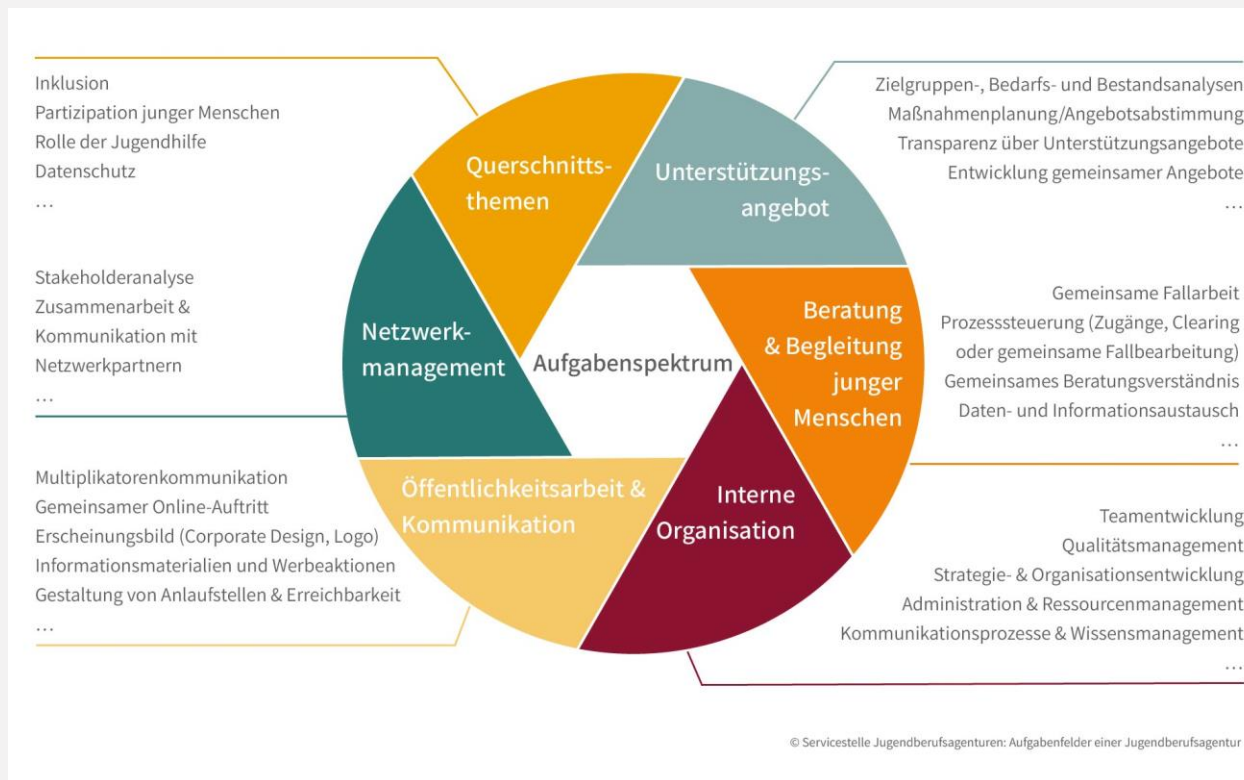 Inklusion
Partizipation junger Menschen
Rolle der Jugendhilfe
Datenschutz
…
Querschnitts-
themen
Unterstützungs-
angebot
Zielgruppen-, Bedarfs- und Bestandsanalysen
Maßnahmenplanung/Angebotsabstimmung
Transparenz über Unterstützungsangebote
Entwicklung gemeinsamer Angebote
…
Stakeholderanalyse
Zusammenarbeit &
Kommunikation mit
Netzwerkpartnern
…
Netzwerk-
management
Aufgabenspektrum
Beratung
& Begleitung
junger
Menschen
Gemeinsame Fallarbeit
Prozesssteuerung (Zugänge, Clearing
oder gemeinsame Fallbearbeitung)
Gemeinsames Beratungsverständnis
Daten- und Informationsaustausch
…
Multiplikatorenkommunikation
Gemeinsamer Online-Auftritt
Erscheinungsbild (Corporate Design, Logo)
Informationsmaterialien und Werbeaktionen
Gestaltung von Anlaufstellen & Erreichbarkeit
…
Öffentlichkeitsarbeit &
Kommunikation
Interne
Organisation
Teamentwicklung
Qualitätsmanagement
Strategie- & Organisationsentwicklung
Administration & Ressourcenmanagement
Kommunikationsprozesse & Wissensmanagement
…
© Servicestelle Jugendberufsagenturen: Aufgabenfelder einer Jugendberufsagentur